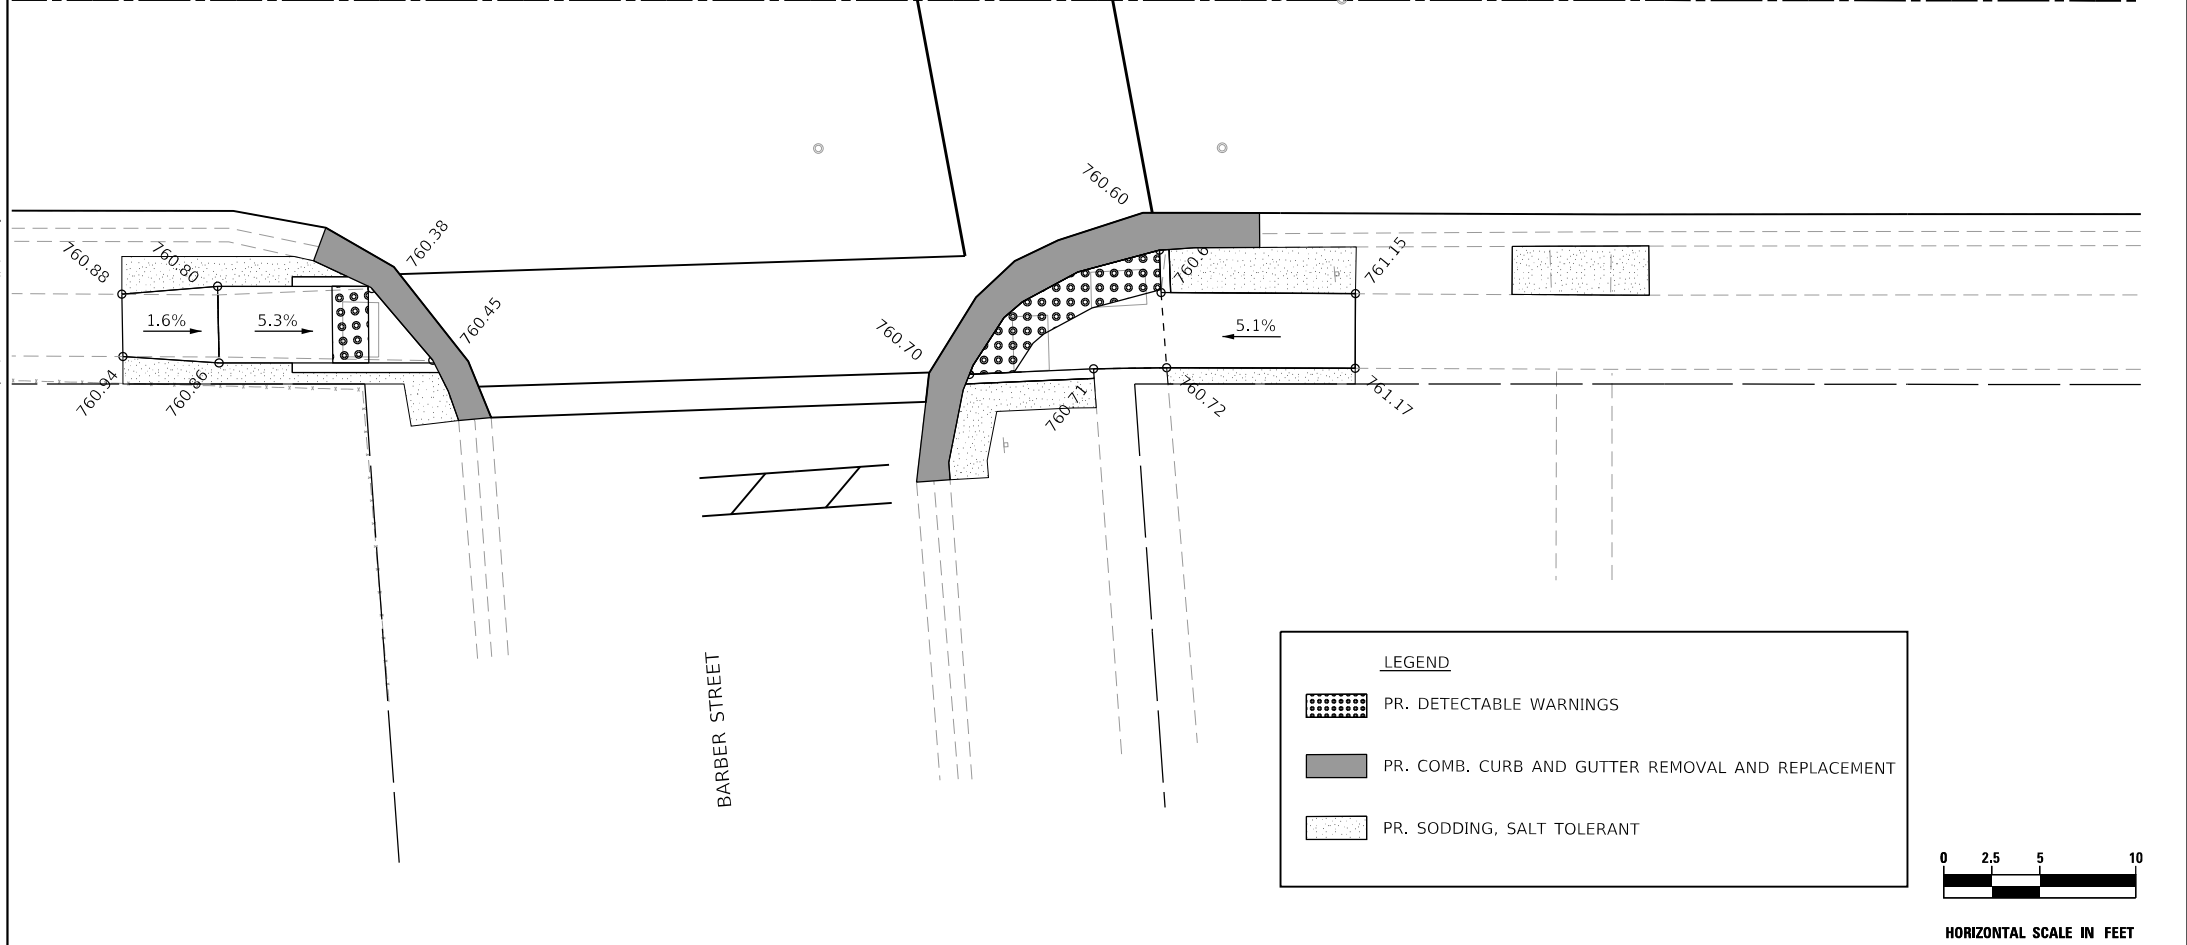 760.60
760.38
760.88
760.80
760.6
761.15
1.6%
5.3%
760.45
760.70
5.1%
760.94
760.86
760.71
760.72
761.17
BARBER STREET
LEGEND
PR. DETECTABLE WARNINGS
PR. COMB. CURB AND GUTTER REMOVAL AND REPLACEMENT
PR. SODDING, SALT TOLERANT
0 2.5 5 10
HORIZONTAL SCALE IN FEET